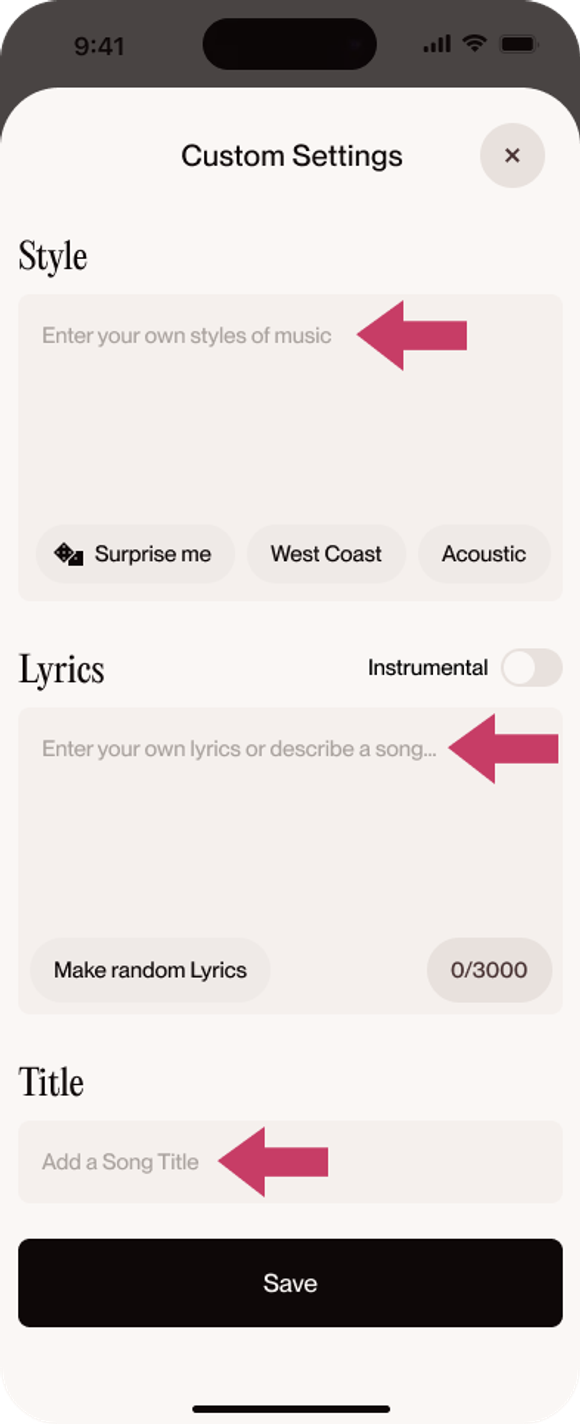 9:41
Custom Settings
Style
Enter your own styles of music
Surprise me West Coast Acoustic
Lyrics Instrumental
Enter your own lyrics or describe a song...
Make random Lyrics 0/3000
Title
Add a Song Title
Save